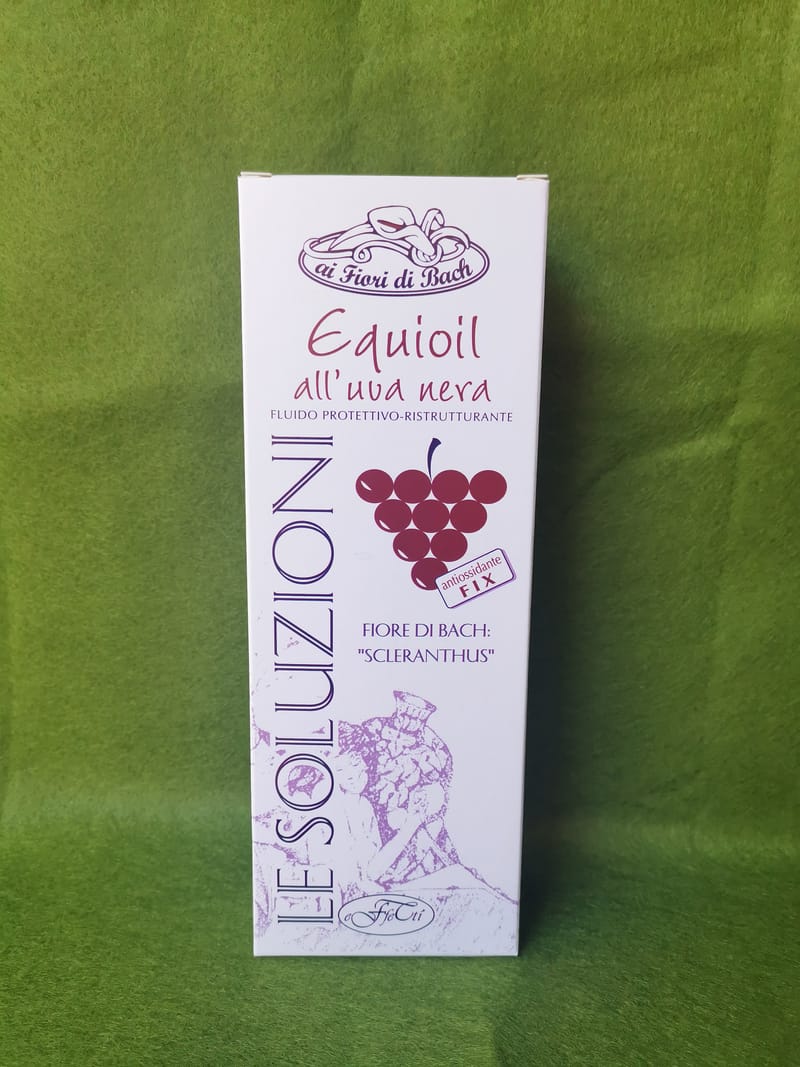 ai Fiori di Bach
Equioil
all'uva nera
FLUIDO PROTETTIVO-RISTRUTTURANTE
LE SOLUZIONI
antiossidante
FIX
FIORE DI BACH:
"SCLERANTHUS"
eFfeTtí